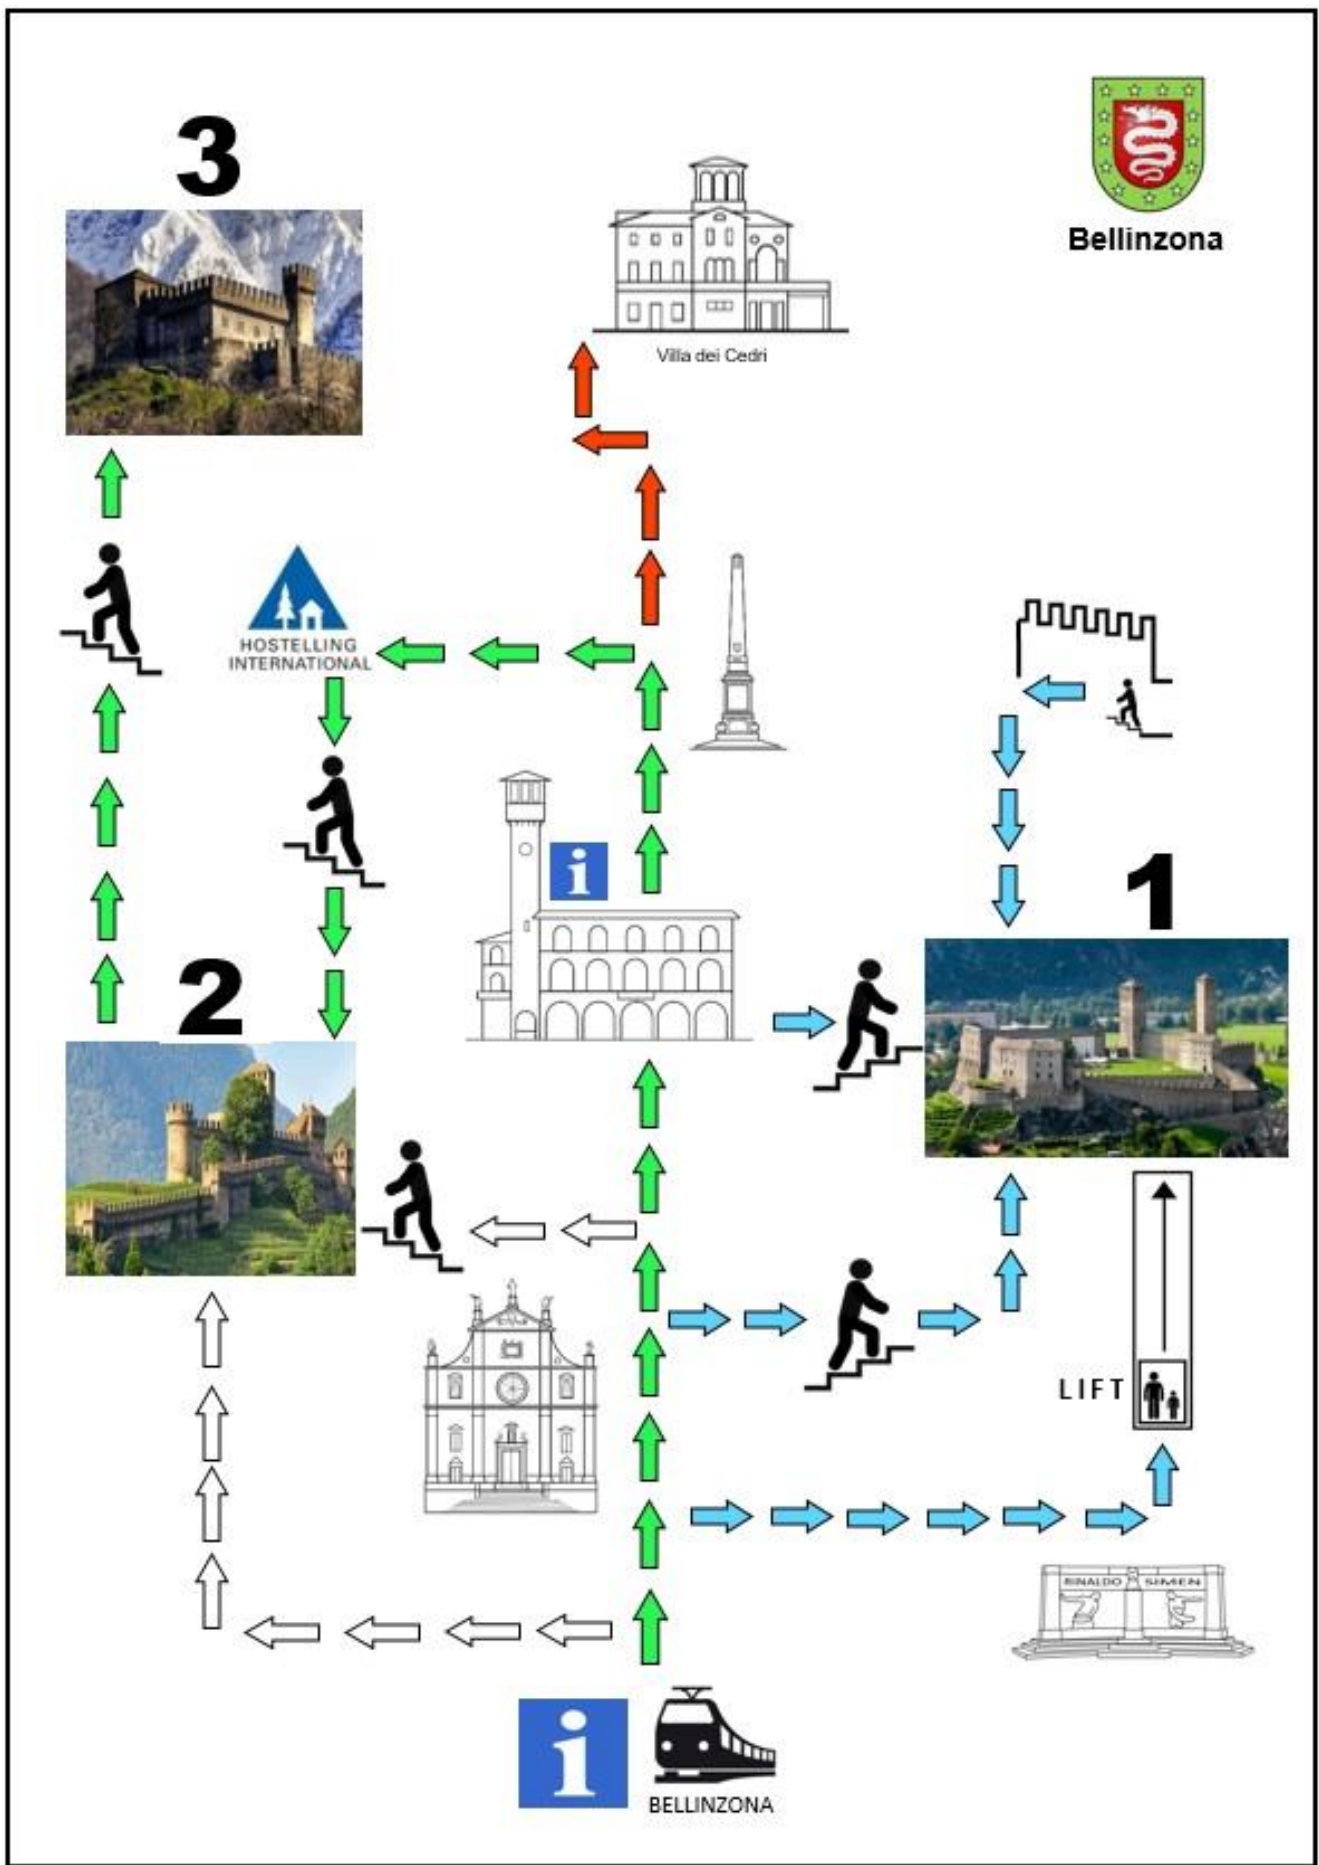 3
Bellinzona
Villa dei Cedri
HOSTELLING
INTERNATIONAL
i
1
2
LIFT
RINALDO SIMEN
i
BELLINZONA